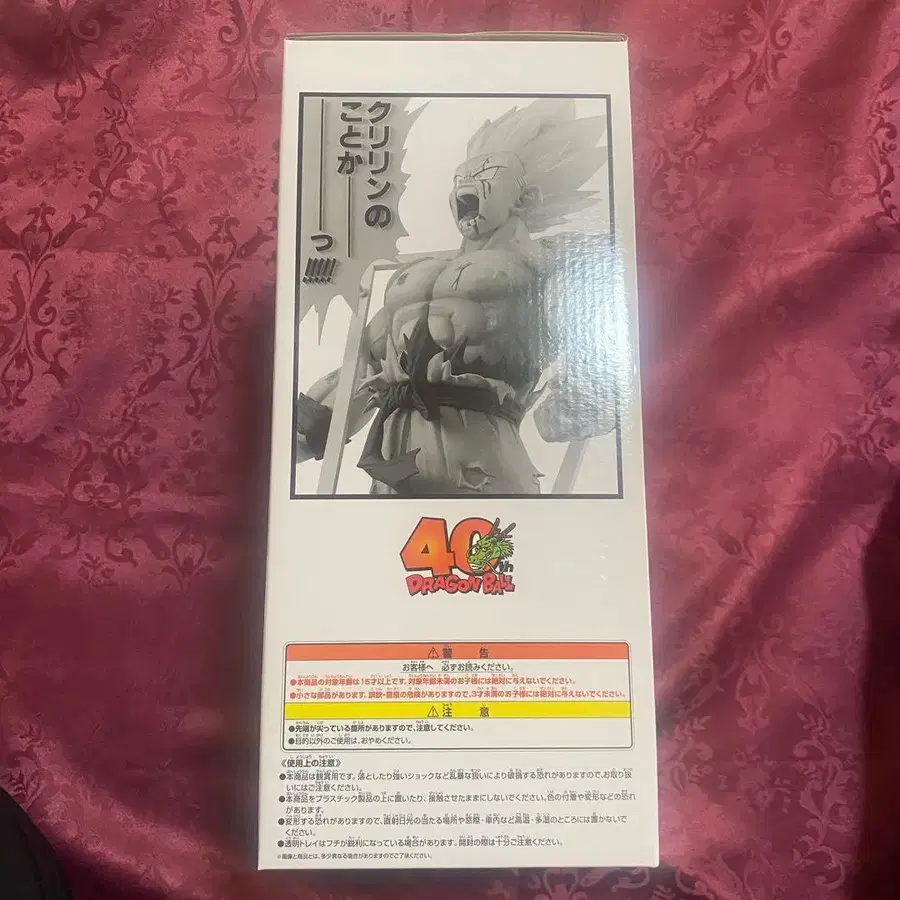 クリリンの
ことか――
――っ!!!!!
40th
DRAGON BALL
⚠警告
お客様へ 必ずお読みください。
●本商品の対象年齢は15才以上です。対象年齢未満のお子様には絶対に与えないでください。
●小さな部品があります。誤飲・窒息の危険がありますので、3才未満のお子様には絶対に与えないでください。
⚠注意
●先端が尖っている箇所がありますので、注意してください。
●目的以外のご使用は、おやめください。
《使用上の注意》
●本商品は観賞用です。落としたり強いショックなど乱暴な扱いにより破損する恐れがありますので、お取り扱
いにはご注意ください。
●本商品をプラスチック製品の上に置いたり、接触させたままにしないでください。色の付着や変形などの恐れ
があります。
●変形する恐れがありますので、直射日光の当たる場所や窓際・車内など高温・多湿のところには置かないで
ください。
●透明トレイはフチが鋭利になっている場合があります。開封の際は十分ご注意ください。
※画像と商品とは、多少異なる場合がありますのでご了承ください。